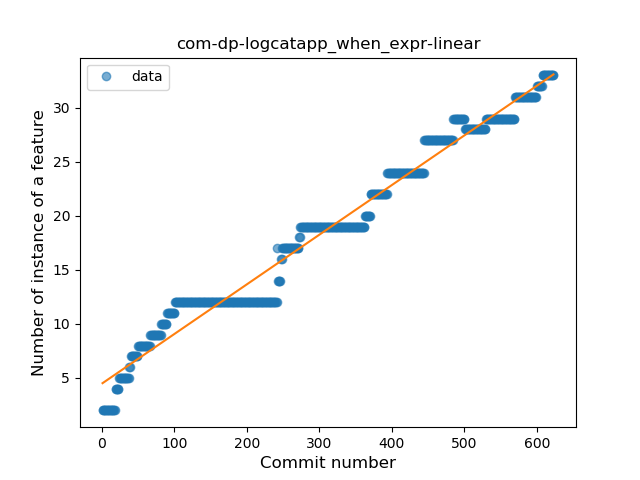 com-dp-logcatapp_when_expr-linear
data
Number of instance of a feature
30
25
20
15
10
5
0 100 200 300 400 500 600
Commit number